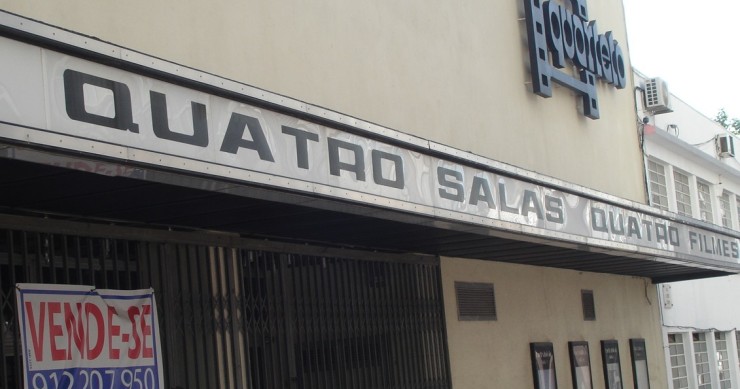 quarteto
QUATRO SALAS QUATRO FILMES
VENDE-SE
912 207 950